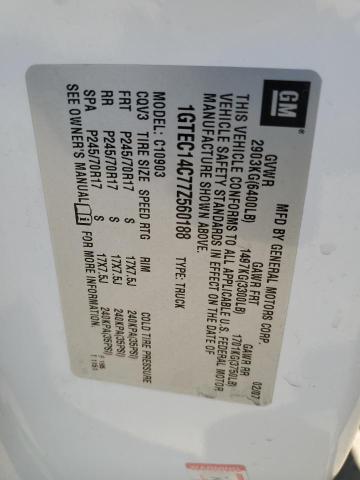 GM
MFD BY GENERAL MOTORS CORP.
02/07
GVWR GAWR FRT GAWR RR
2903KG(6400LB) 1497KG(3300LB) 1701KG(3750LB)
THIS VEHICLE CONFORMS TO ALL APPLICABLE U.S. FEDERAL MOTOR
VEHICLE SAFETY STANDARDS IN EFFECT ON THE DATE OF
MANUFACTURE SHOWN ABOVE.
1GTEC14C77Z560188 TYPE: TRUCK
MODEL: C10903
CQV3 TIRE SIZE SPEED RTG RIM COLD TIRE PRESSURE
FRT P245/70R17 S 17X7.5J 240KPA(35PSI)
RR P245/70R17 S 17X7.5J 240KPA(35PSI)
SPA P245/70R17 S 17X7.5J 240KPA(35PSI)
SEE OWNER'S MANUAL FOR MORE INFORMATION.
WARNING